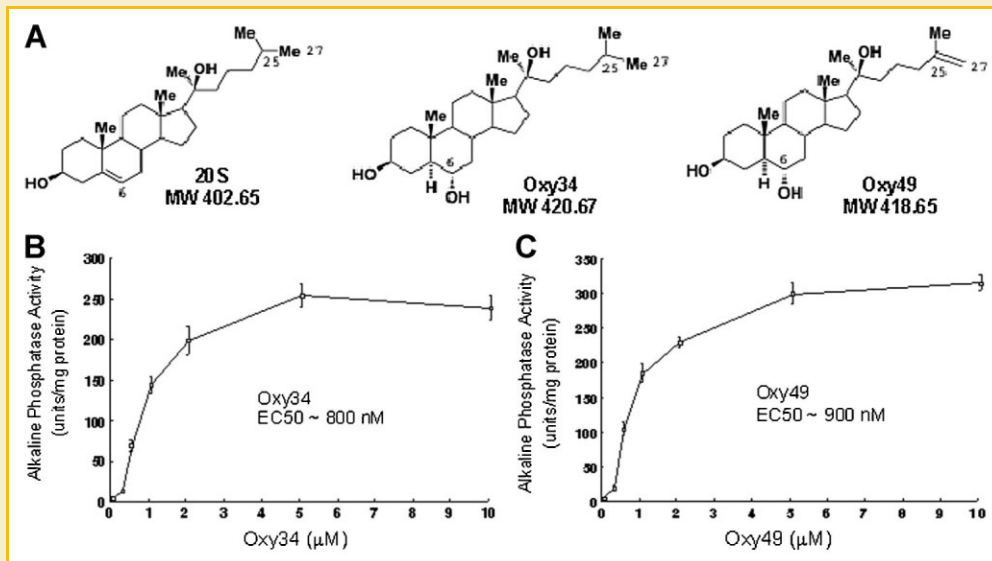 A
Me
Me 27
25
Me
OH
Me
Me
HO
6
20S
MW 402.65
Me
OH
Me
25
Me 27
Me
Me
HO
H
6
OH
Oxy34
MW 420.67
Me
OH
Me
25
27
Me
Me
HO
H
6
OH
Oxy49
MW 418.65
B
Alkaline Phosphatase Activity
(units/mg protein)
300
250
200
150
100
50
0
0 1 2 3 4 5 6 7 8 9 10
Oxy34
EC50 ~ 800 nM
Oxy34 (μM)
C
Alkaline Phosphatase Activity
(units/mg protein)
350
300
250
200
150
100
50
0
0 1 2 3 4 5 6 7 8 9 10
Oxy49
EC50 ~ 900 nM
Oxy49 (μM)